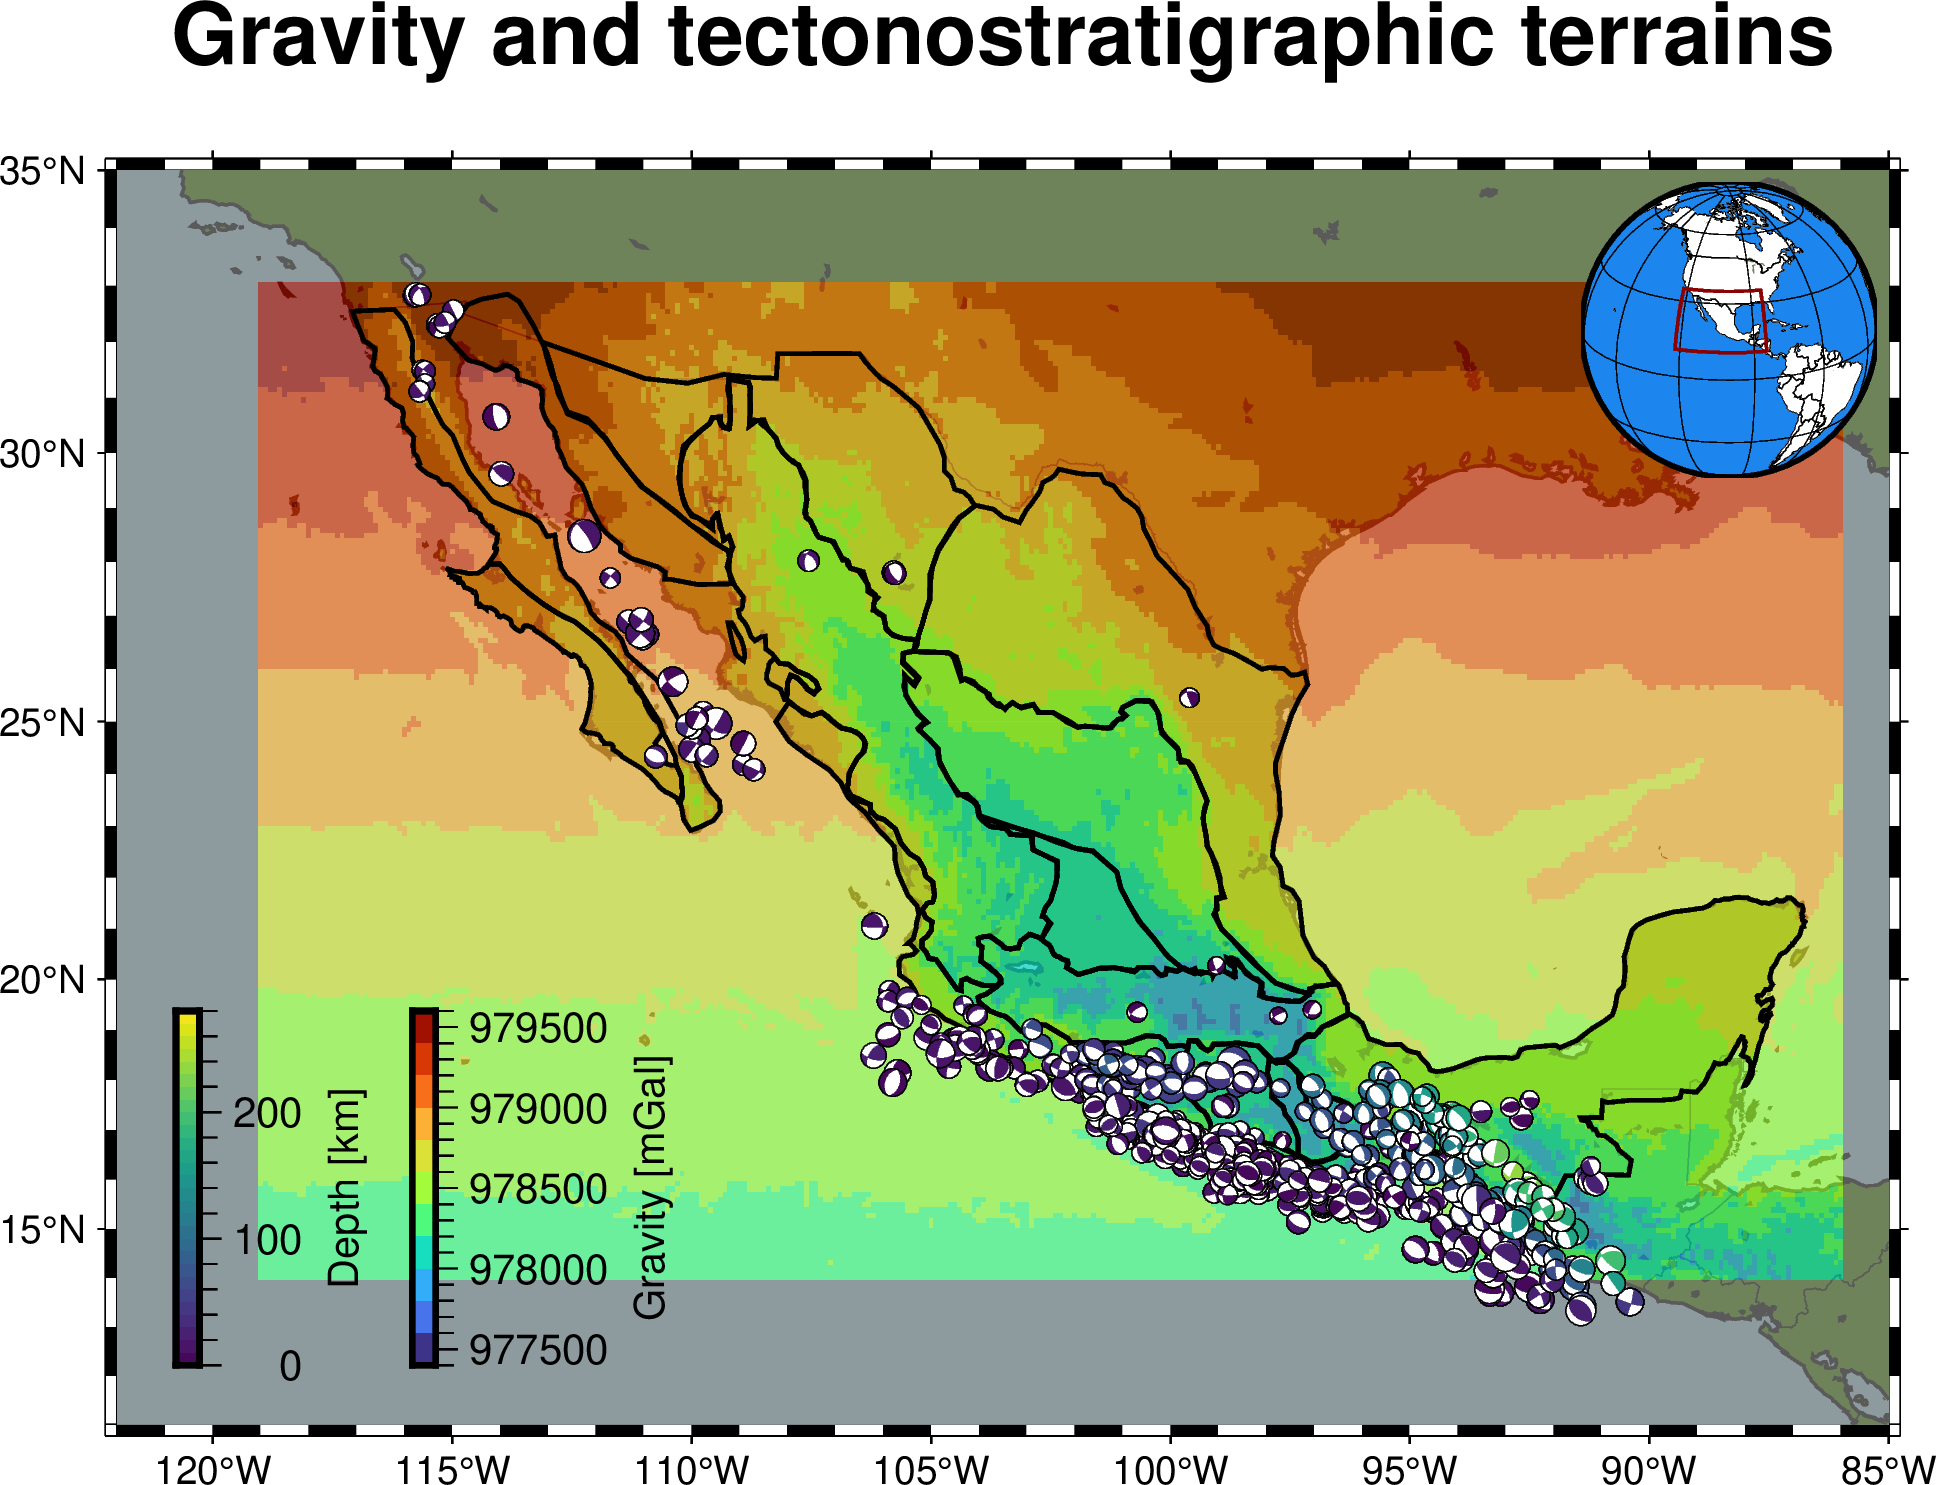 Gravity and tectonostratigraphic terrains
35°N
30°N
25°N
20°N
15°N
200
100
0
Depth [km]
979500
979000
978500
978000
977500
Gravity [mGal]
120°W
115°W
110°W
105°W
100°W
95°W
90°W
85°W